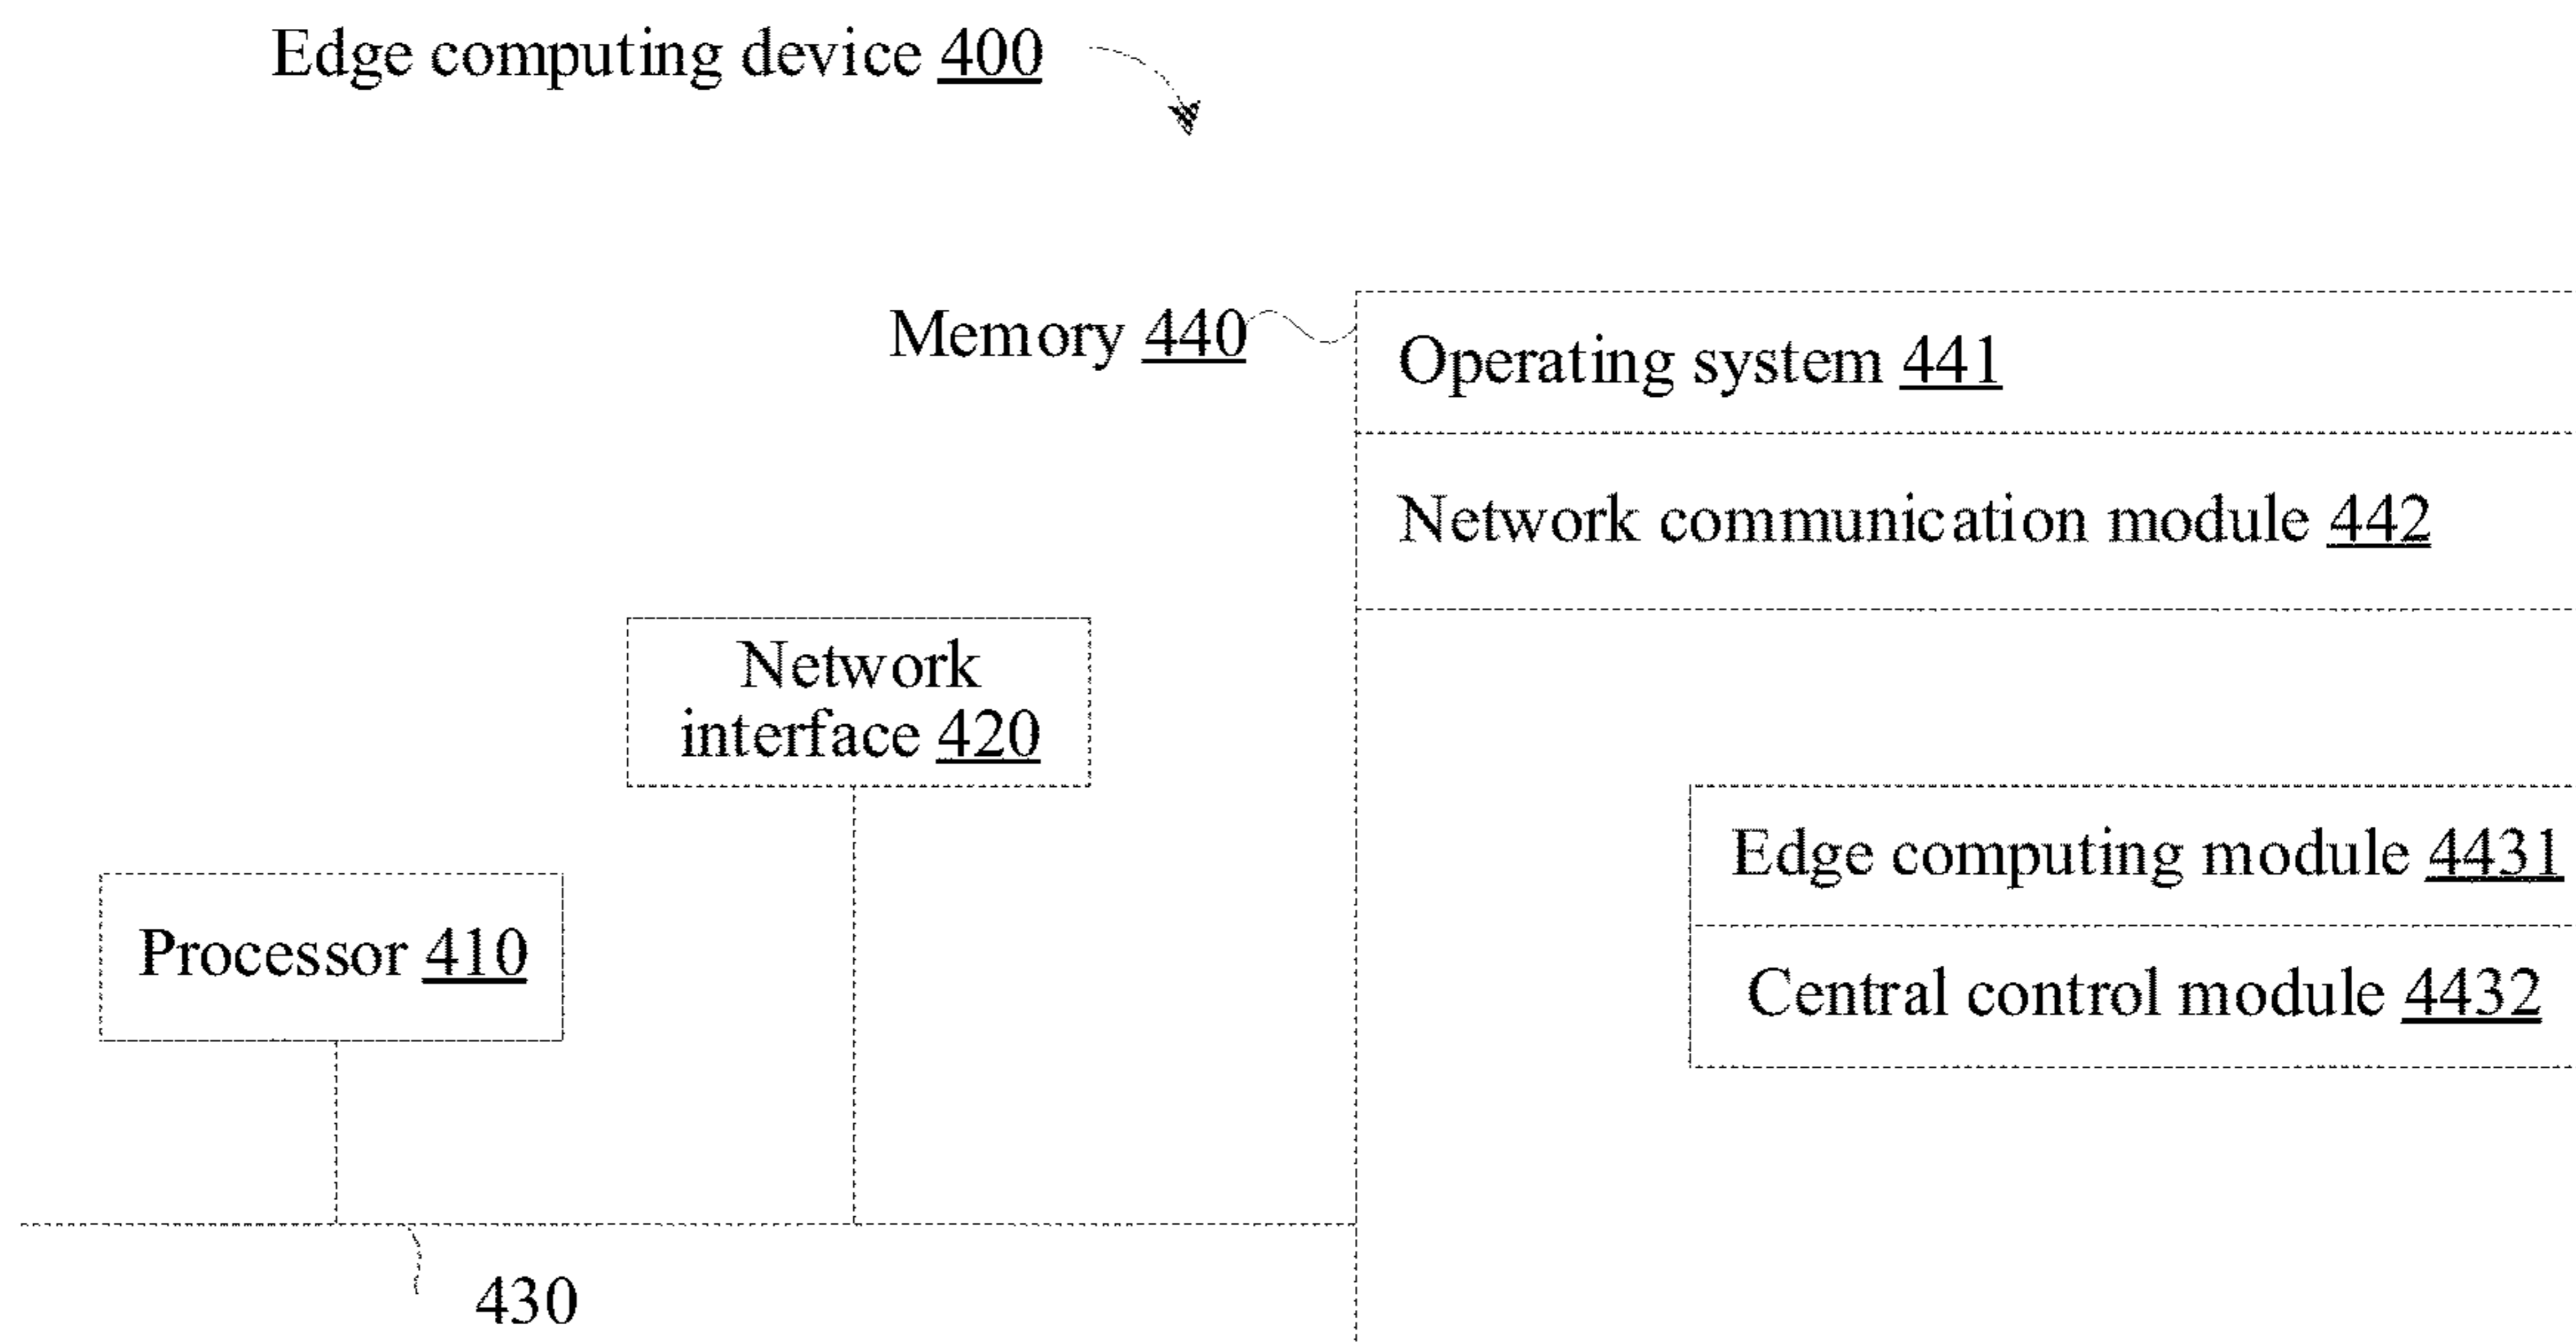 Edge computing device 400
Memory 440
Operating system 441
Network communication module 442
Network
interface 420
Edge computing module 4431
Processor 410
Central control module 4432
430